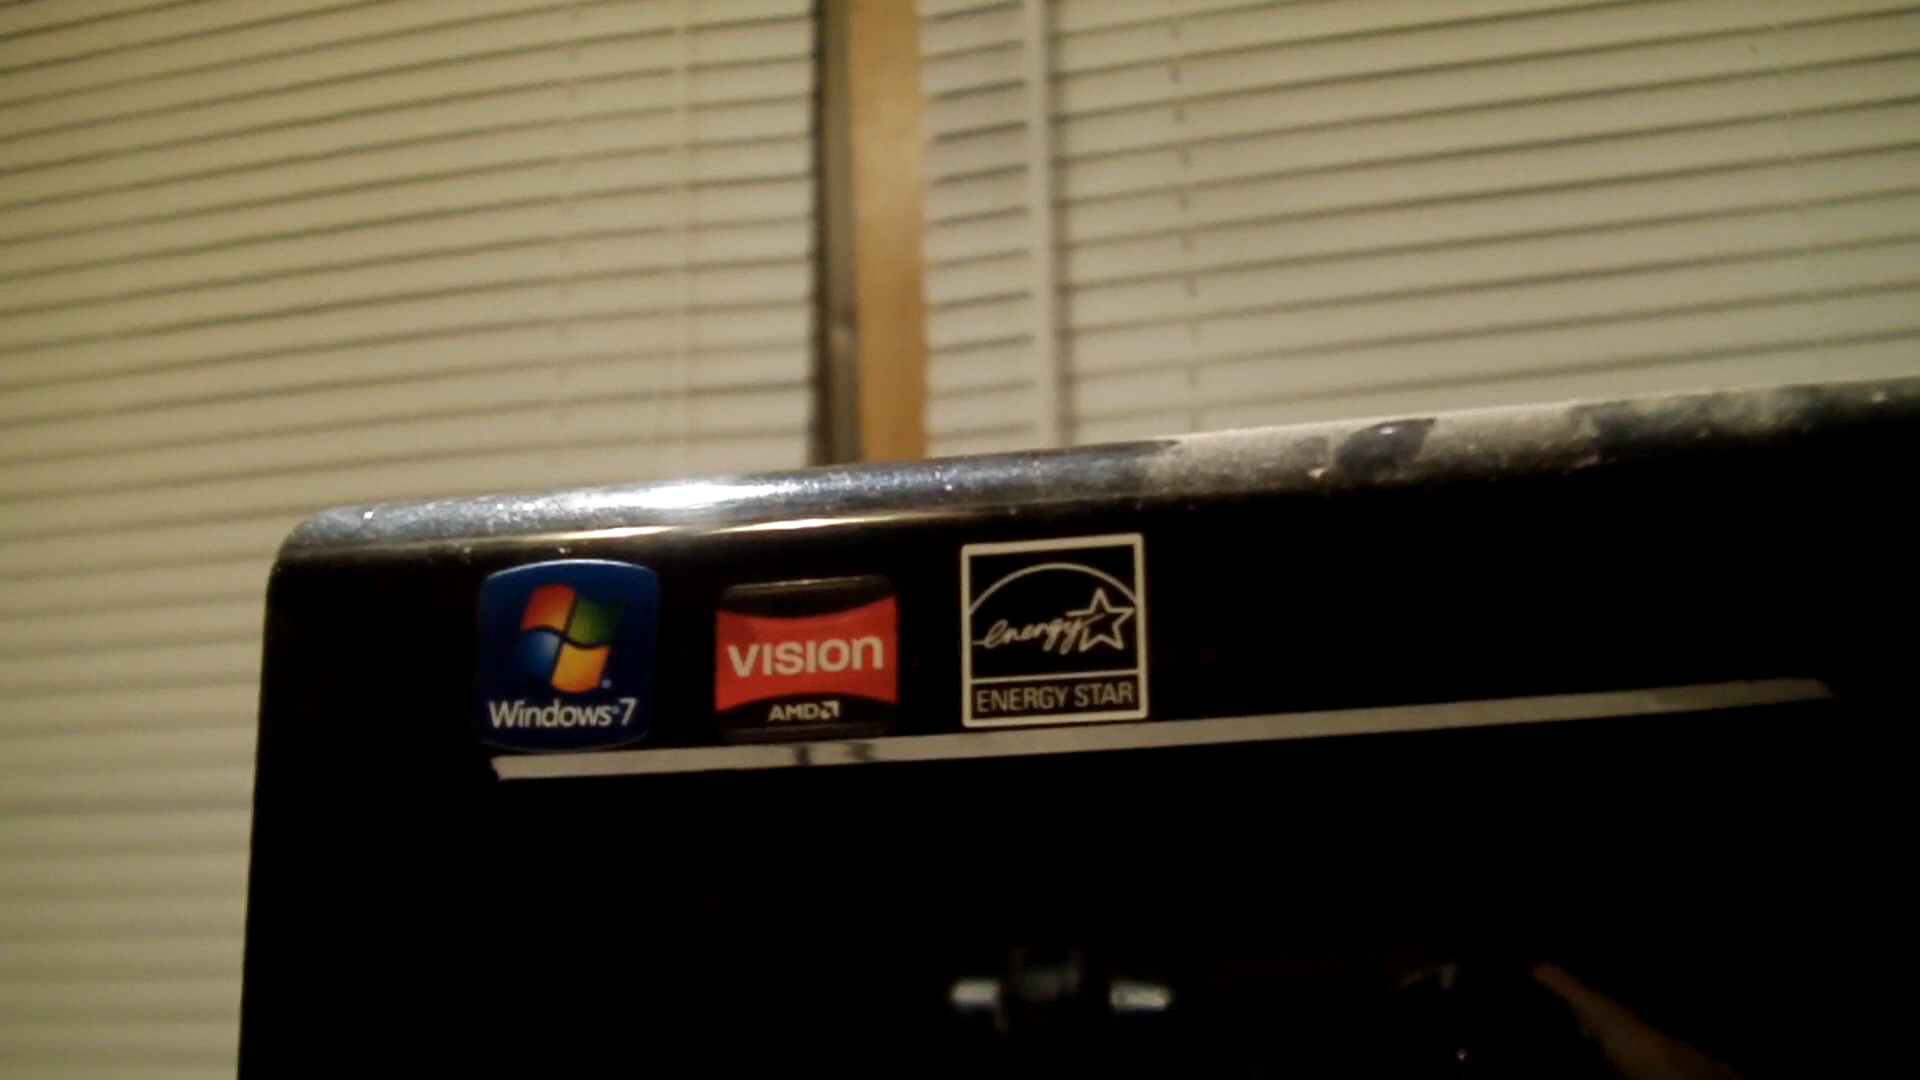 Windows 7
VISION
AMD
energy
ENERGY STAR